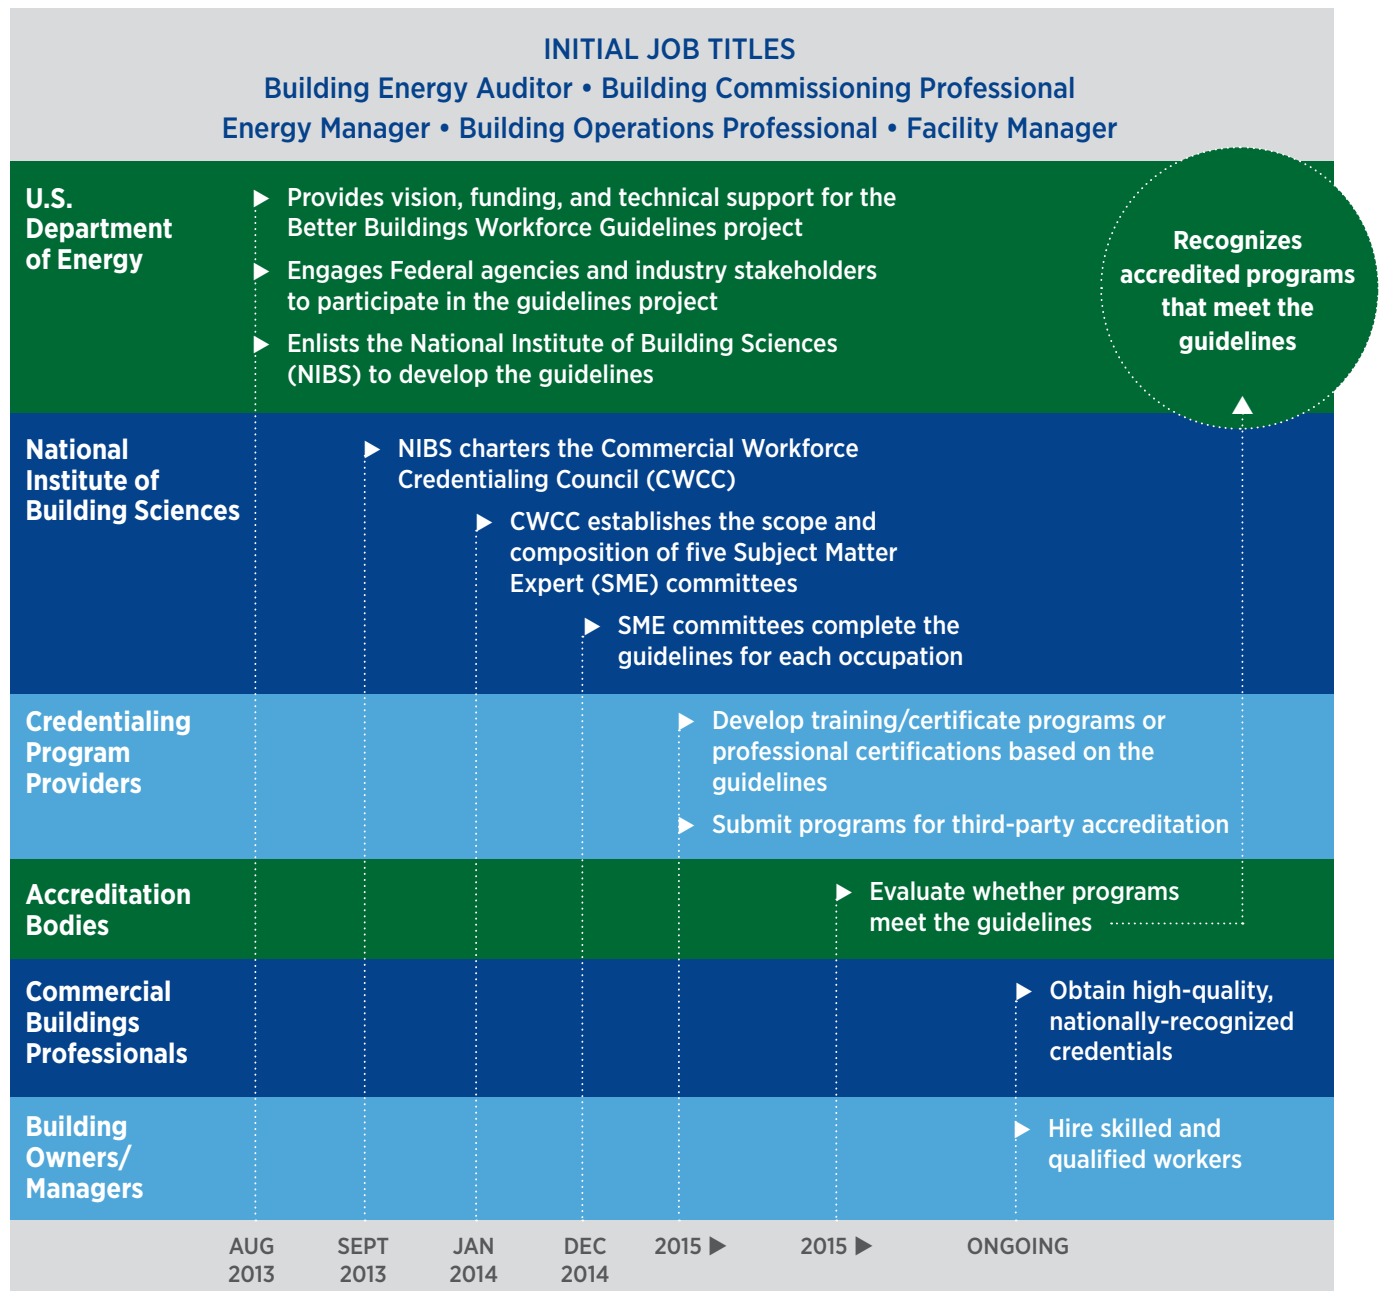 INITIAL JOB TITLES
Building Energy Auditor • Building Commissioning Professional
Energy Manager • Building Operations Professional • Facility Manager
U.S.
Department
of Energy
Provides vision, funding, and technical support for the
Better Buildings Workforce Guidelines project
Engages Federal agencies and industry stakeholders
to participate in the guidelines project
Enlists the National Institute of Building Sciences
(NIBS) to develop the guidelines
Recognizes
accredited programs
that meet the
guidelines
National
Institute of
Building Sciences
NIBS charters the Commercial Workforce
Credentialing Council (CWCC)
CWCC establishes the scope and
composition of five Subject Matter
Expert (SME) committees
SME committees complete the
guidelines for each occupation
Credentialing
Program
Providers
Develop training/certificate programs or
professional certifications based on the
guidelines
Submit programs for third-party accreditation
Accreditation
Bodies
Evaluate whether programs
meet the guidelines
Commercial
Buildings
Professionals
Obtain high-quality,
nationally-recognized
credentials
Building
Owners/
Managers
Hire skilled and
qualified workers
AUG
2013
SEPT
2013
JAN
2014
DEC
2014
2015 ▶
2015 ▶
ONGOING